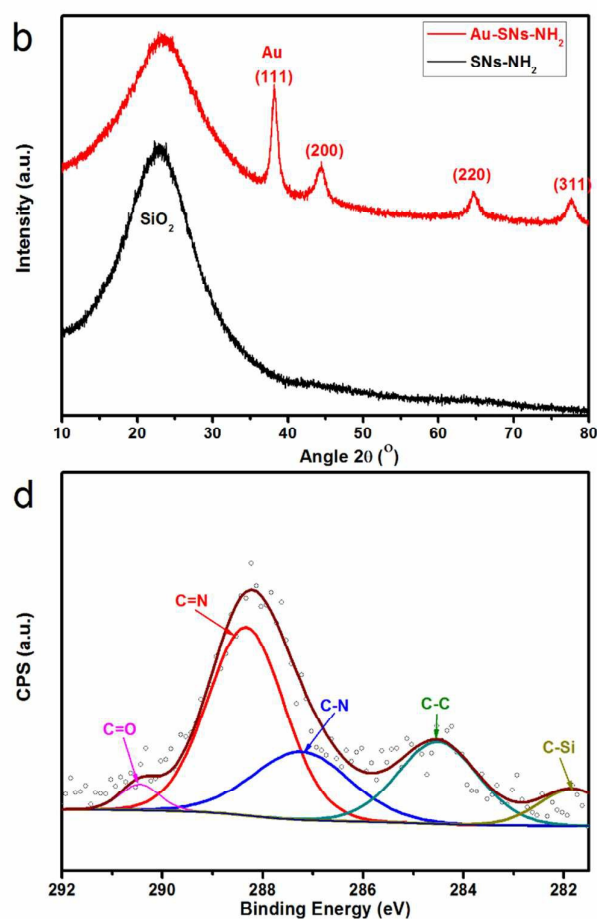 b
Au-SNs-NH₂
SNs-NH₂
Au
(111)
(200)
(220)
(311)
SiO₂
Intensity (a.u.)
10 20 30 40 50 60 70 80
Angle 2θ (°)
d
C=N
C-N
C-C
C=O
C-Si
CPS (a.u.)
292 290 288 286 284 282
Binding Energy (eV)